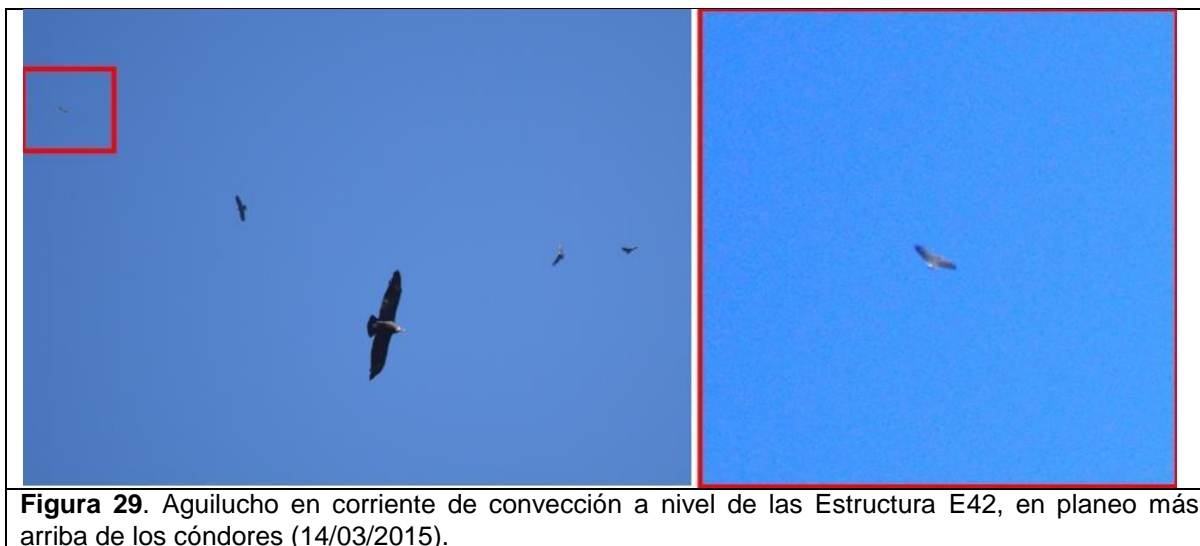 Figura 29. Aguilucho en corriente de convección a nivel de las Estructura E42, en planeo más
arriba de los cóndores (14/03/2015).